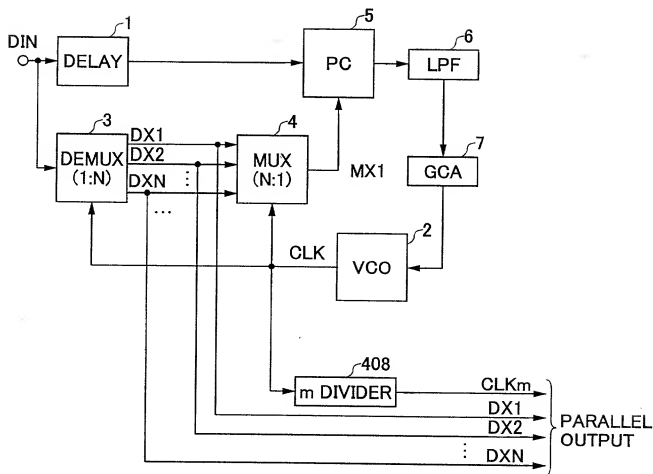 DIN
1
DELAY
5
PC
6
LPF
3
DEMUX
(1:N)
DX1
DX2
⋮
DXN
...
4
MUX
(N:1)
MX1
7
GCA
CLK
2
VCO
408
m DIVIDER
CLKm
DX1
DX2
⋮
DXN
PARALLEL
OUTPUT